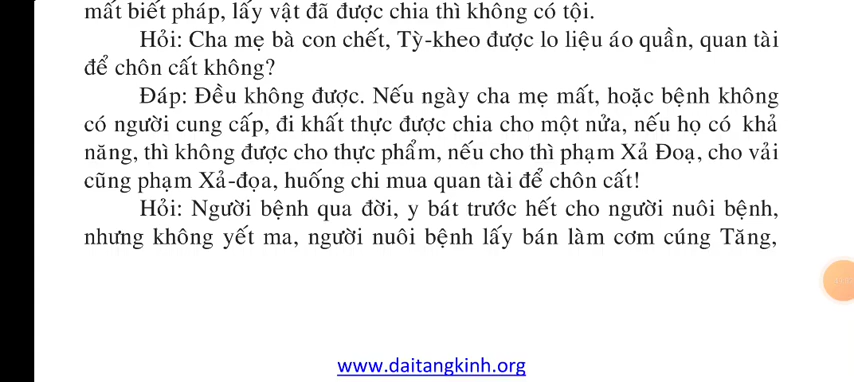 mất biết pháp, lấy vật đã được chia thì không có tội.
Hỏi: Cha mẹ bà con chết, Tỳ-kheo được lo liệu áo quần, quan tài
để chôn cất không?
Đáp: Đều không được. Nếu ngày cha mẹ mất, hoặc bệnh không
có người cung cấp, đi khất thực được chia cho một nửa, nếu họ có khả
năng, thì không được cho thực phẩm, nếu cho thì phạm Xả Đoạ, cho vải
cũng phạm Xả-đọa, huống chi mua quan tài để chôn cất!
Hỏi: Người bệnh qua đời, y bát trước hết cho người nuôi bệnh,
nhưng không yết ma, người nuôi bệnh lấy bán làm cơm cúng Tăng,
www.daitangkinh.org